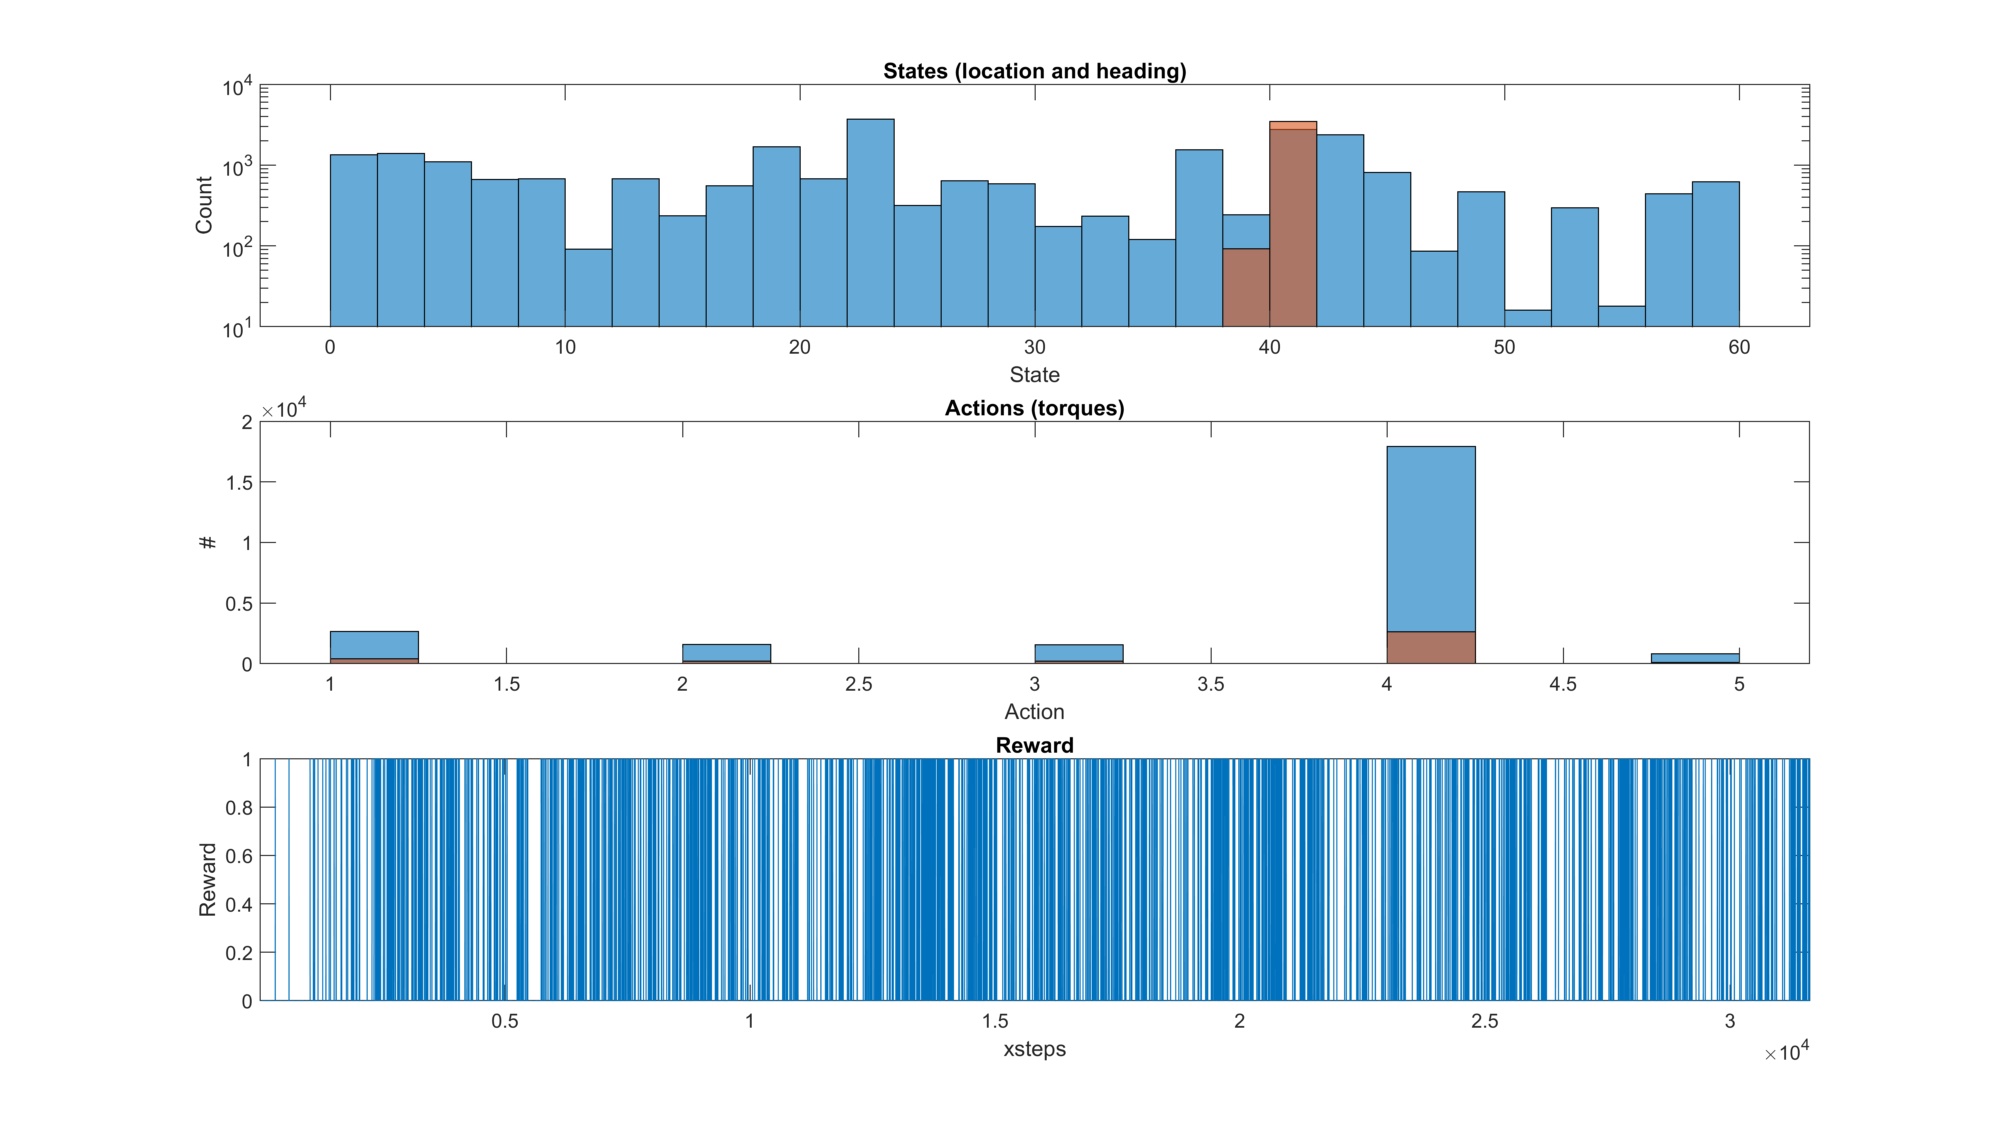 States (location and heading)
10^4
10^3
10^2
10^1
Count
0 10 20 30 40 50 60
State
×10^4
Actions (torques)
2
1.5
1
0.5
0
#
1 1.5 2 2.5 3 3.5 4 4.5 5
Action
Reward
1
0.8
0.6
0.4
0.2
0
Reward
0.5 1 1.5 2 2.5 3
xsteps
×10^4